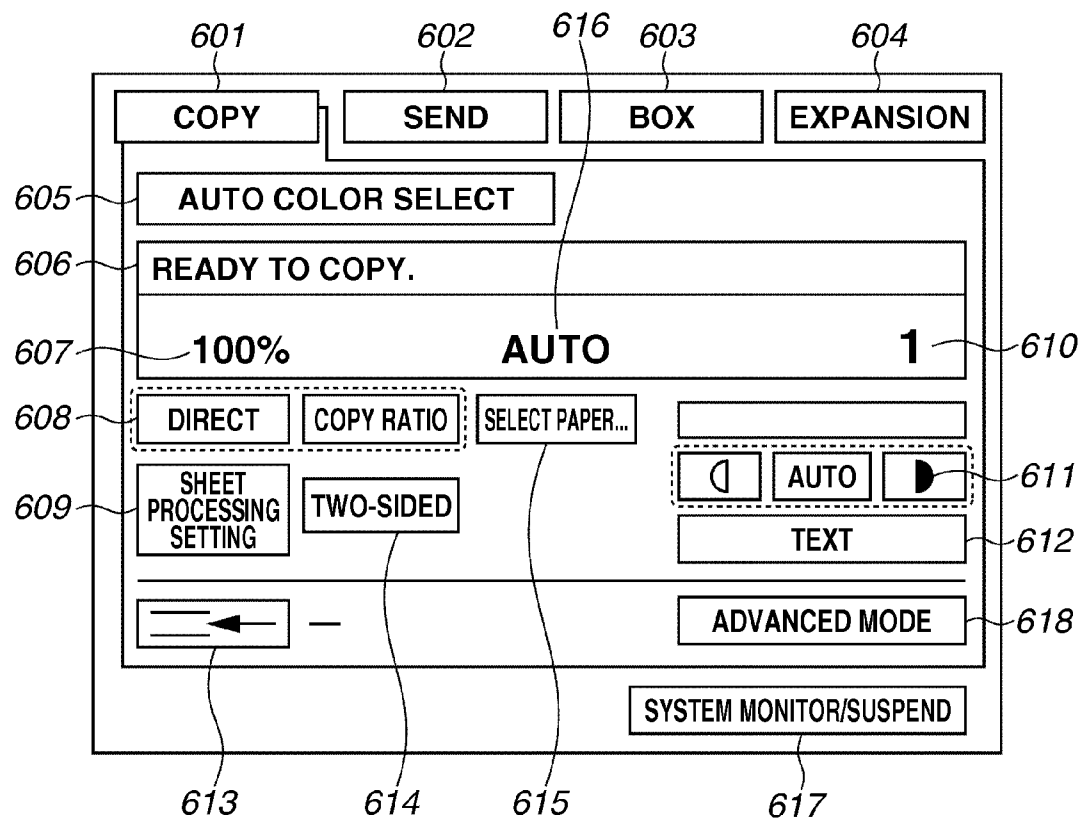 601 602 616 603 604
COPY SEND BOX EXPANSION
605 AUTO COLOR SELECT
606 READY TO COPY.
607 100% AUTO 1 610
608 DIRECT COPY RATIO SELECT PAPER...
609 SHEET
PROCESSING
SETTING
TWO-SIDED
AUTO 611
TEXT 612
ADVANCED MODE 618
SYSTEM MONITOR/SUSPEND
613 614 615 617